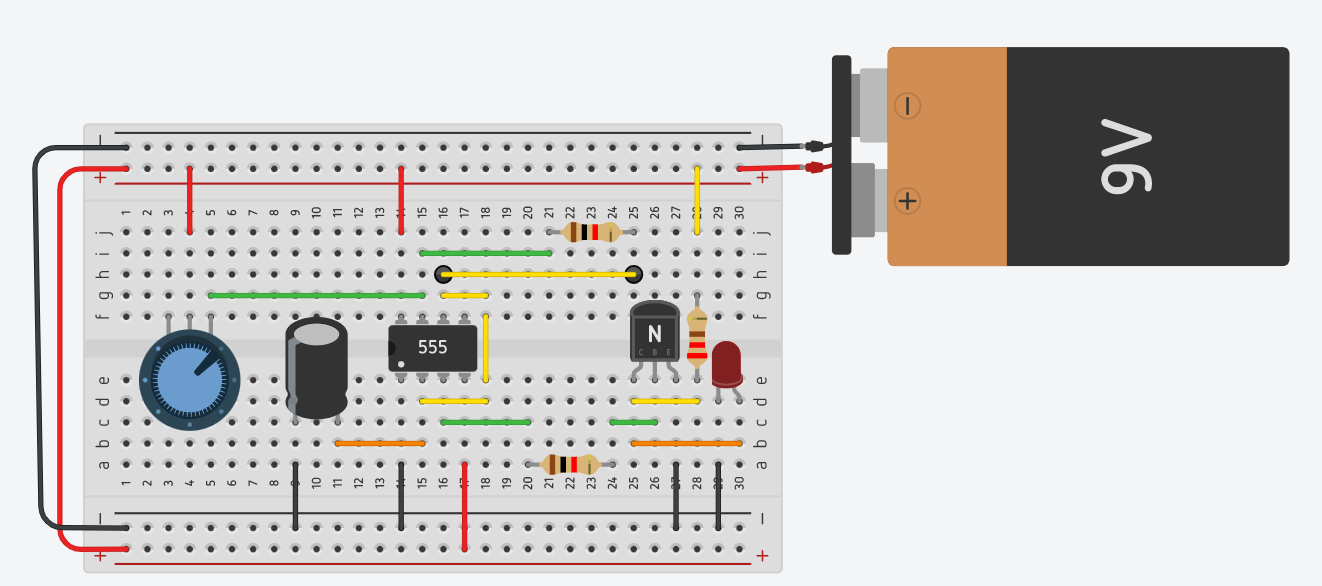 − −
+ +
1 2 3 4 5 6 7 8 9 10 11 12 13 14 15 16 17 18 19 20 21 22 23 24 25 26 27 28 29 30
j j
i i
h h
g g
f f
555
N
C B E
e e
d d
c c
b b
a a
1 2 3 4 5 6 7 8 9 10 11 12 13 14 15 16 17 18 19 20 21 22 23 24 25 26 27 28 29 30
− −
+ +
−
+
9V